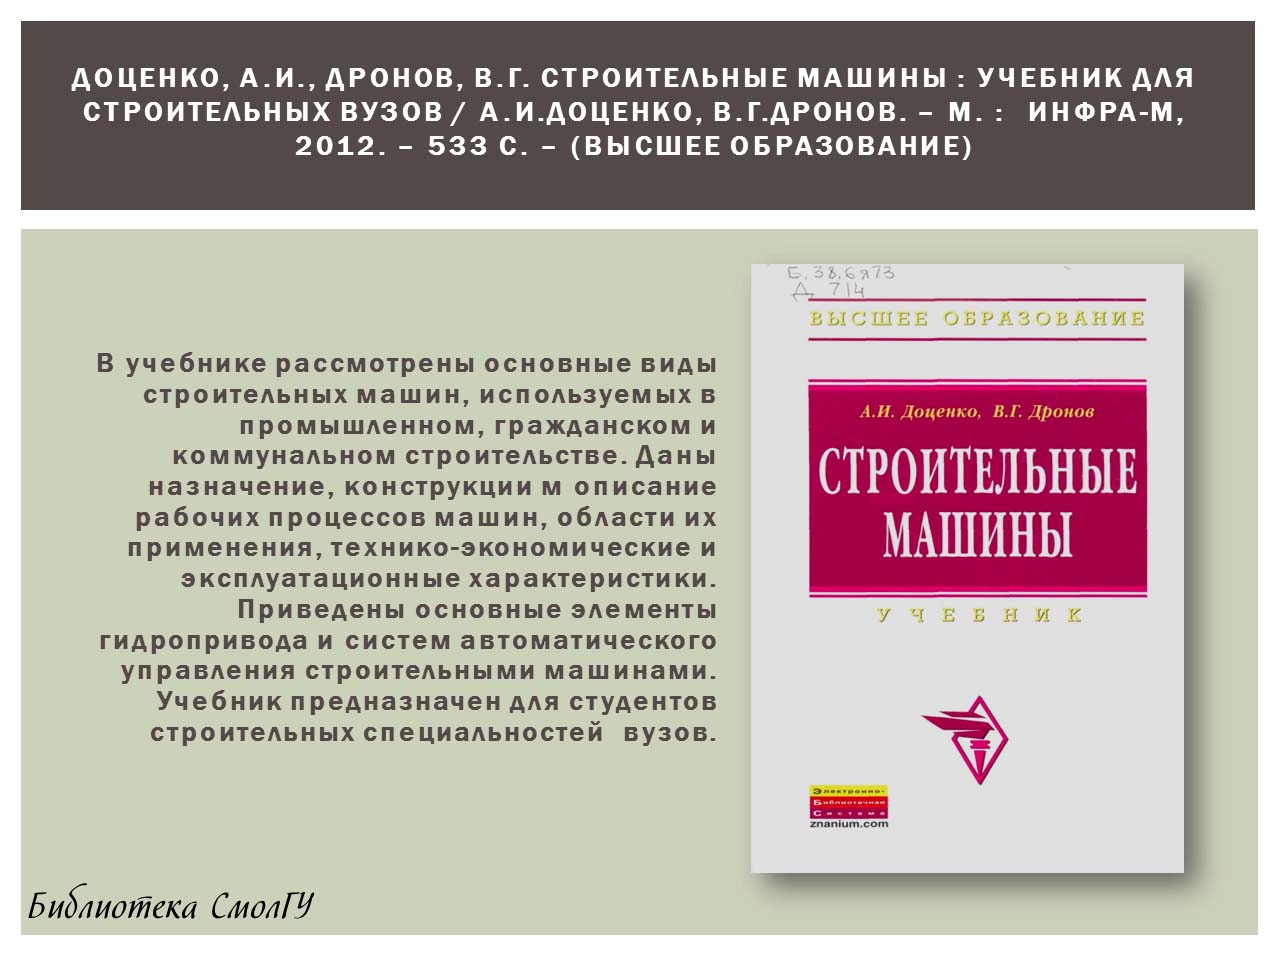 ДОЦЕНКО, А.И., ДРОНОВ, В.Г. СТРОИТЕЛЬНЫЕ МАШИНЫ : УЧЕБНИК ДЛЯ
СТРОИТЕЛЬНЫХ ВУЗОВ / А.И.ДОЦЕНКО, В.Г.ДРОНОВ. – М. : ИНФРА-М,
2012. – 533 С. – (ВЫСШЕЕ ОБРАЗОВАНИЕ)
В учебнике рассмотрены основные виды
строительных машин, используемых в
промышленном, гражданском и
коммунальном строительстве. Даны
назначение, конструкции м описание
рабочих процессов машин, области их
применения, технико-экономические и
эксплуатационные характеристики.
Приведены основные элементы
гидропривода и систем автоматического
управления строительными машинами.
Учебник предназначен для студентов
строительных специальностей вузов.
Б. 38.6я73
Д 714
ВЫСШЕЕ ОБРАЗОВАНИЕ
А.И. Доценко, В.Г. Дронов
СТРОИТЕЛЬНЫЕ
МАШИНЫ
УЧЕБНИК
Электронно-
Библиотечная
Система
znanium.com
Библиотека СмолГУ